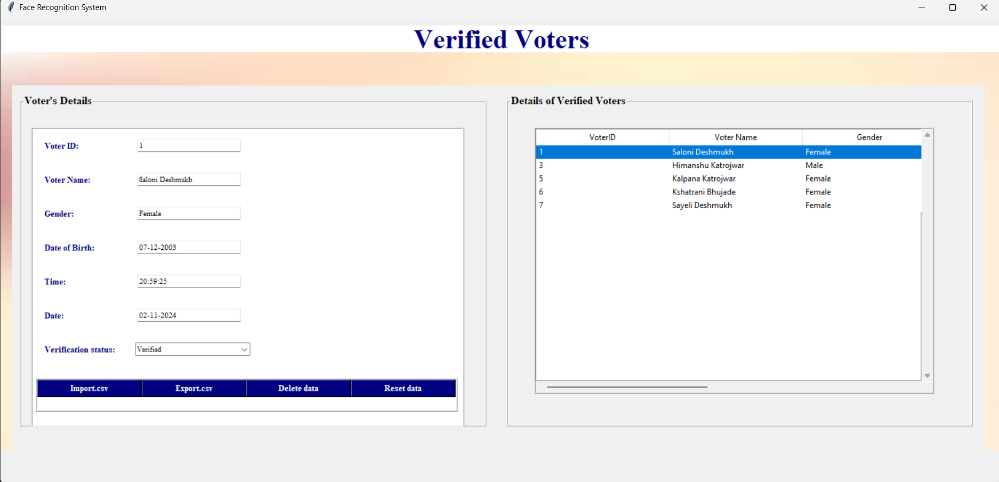 Face Recognition System
Verified Voters
Voter's Details
Voter ID: 1
Voter Name: Saloni Deshmukh
Gender: Female
Date of Birth: 07-12-2003
Time: 20:59:25
Date: 02-11-2024
Verification status: Verified
Import.csv Export.csv Delete data Reset data
Details of Verified Voters
VoterID Voter Name Gender
1 Saloni Deshmukh Female
3 Himanshu Katrojwar Male
5 Kalpana Katrojwar Female
6 Kshatrani Bhujade Female
7 Sayeli Deshmukh Female